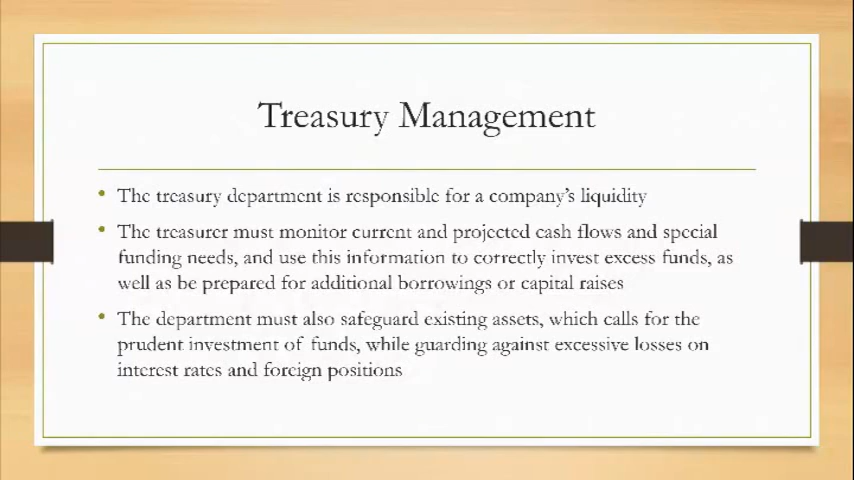 Treasury Management
• The treasury department is responsible for a company's liquidity
• The treasurer must monitor current and projected cash flows and special
funding needs, and use this information to correctly invest excess funds, as
well as be prepared for additional borrowings or capital raises
• The department must also safeguard existing assets, which calls for the
prudent investment of funds, while guarding against excessive losses on
interest rates and foreign positions